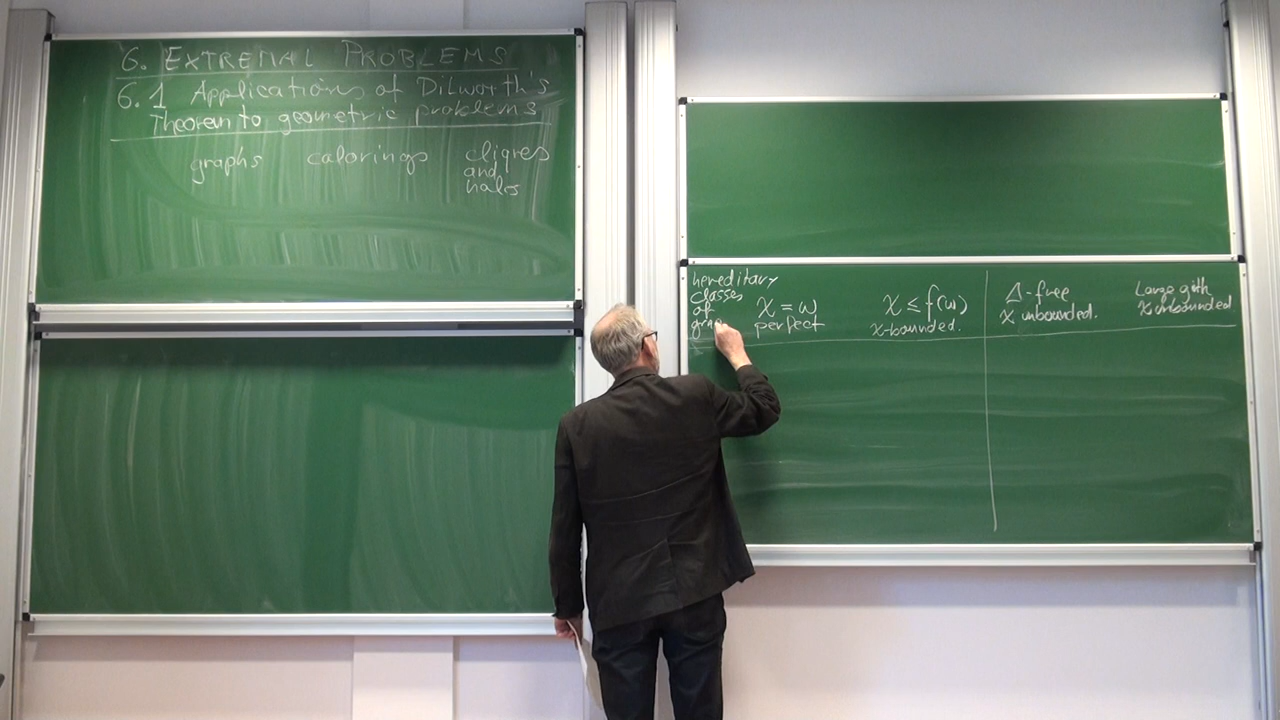 6. EXTREMAL PROBLEMS
6.1 Applications of Dilworth's
Theorem to geometric problems
graphs colorings cliques
and
holes
hereditary
classes
of
gra
χ = ω
perfect
χ ≤ f(ω)
χ-bounded.
Δ-free
χ unbounded.
Large girth
χ unbounded